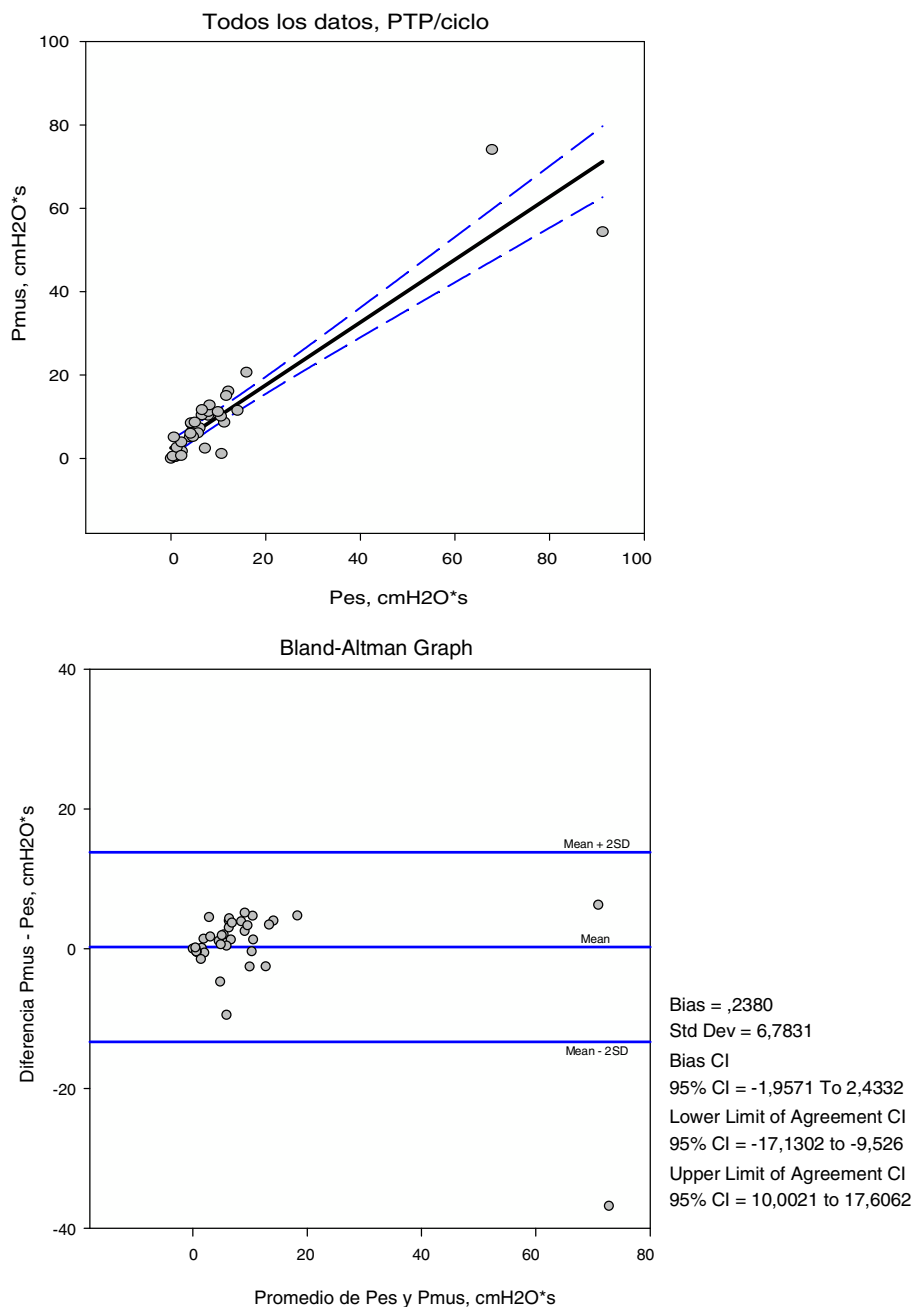 Todos los datos, PTP/ciclo
100
80
60
40
20
0
Pmus, cmH2O*s
0 20 40 60 80 100
Pes, cmH2O*s
Bland-Altman Graph
40
20
0
-20
-40
Diferencia Pmus - Pes, cmH2O*s
Mean + 2SD
Mean
Mean - 2SD
0 20 40 60 80
Promedio de Pes y Pmus, cmH2O*s
Bias = ,2380
Std Dev = 6,7831
Bias CI
95% CI = -1,9571 To 2,4332
Lower Limit of Agreement CI
95% CI = -17,1302 to -9,526
Upper Limit of Agreement CI
95% CI = 10,0021 to 17,6062